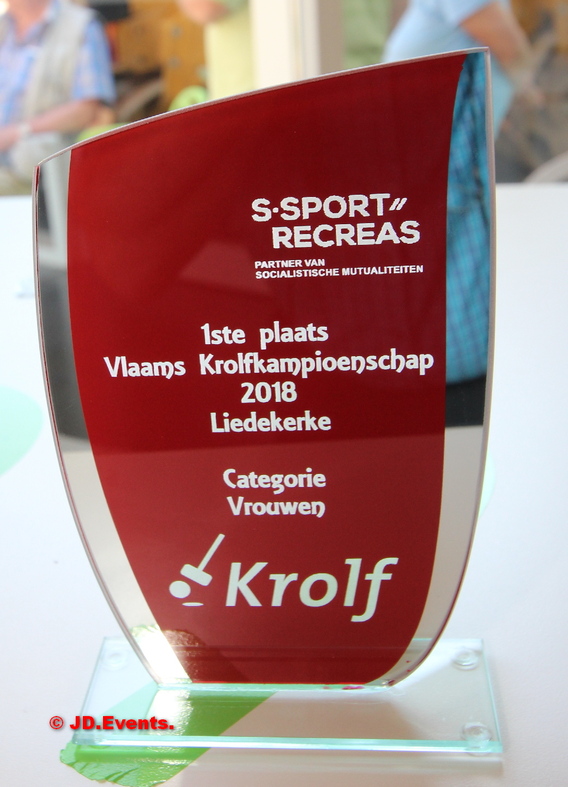 S·SPORT//
RECREAS
PARTNER VAN
SOCIALISTISCHE MUTUALITEITEN
1ste plaats
Vlaams Krolfkampioenschap
2018
Liedekerke
Categorie
Vrouwen
Krolf
© JD.Events.